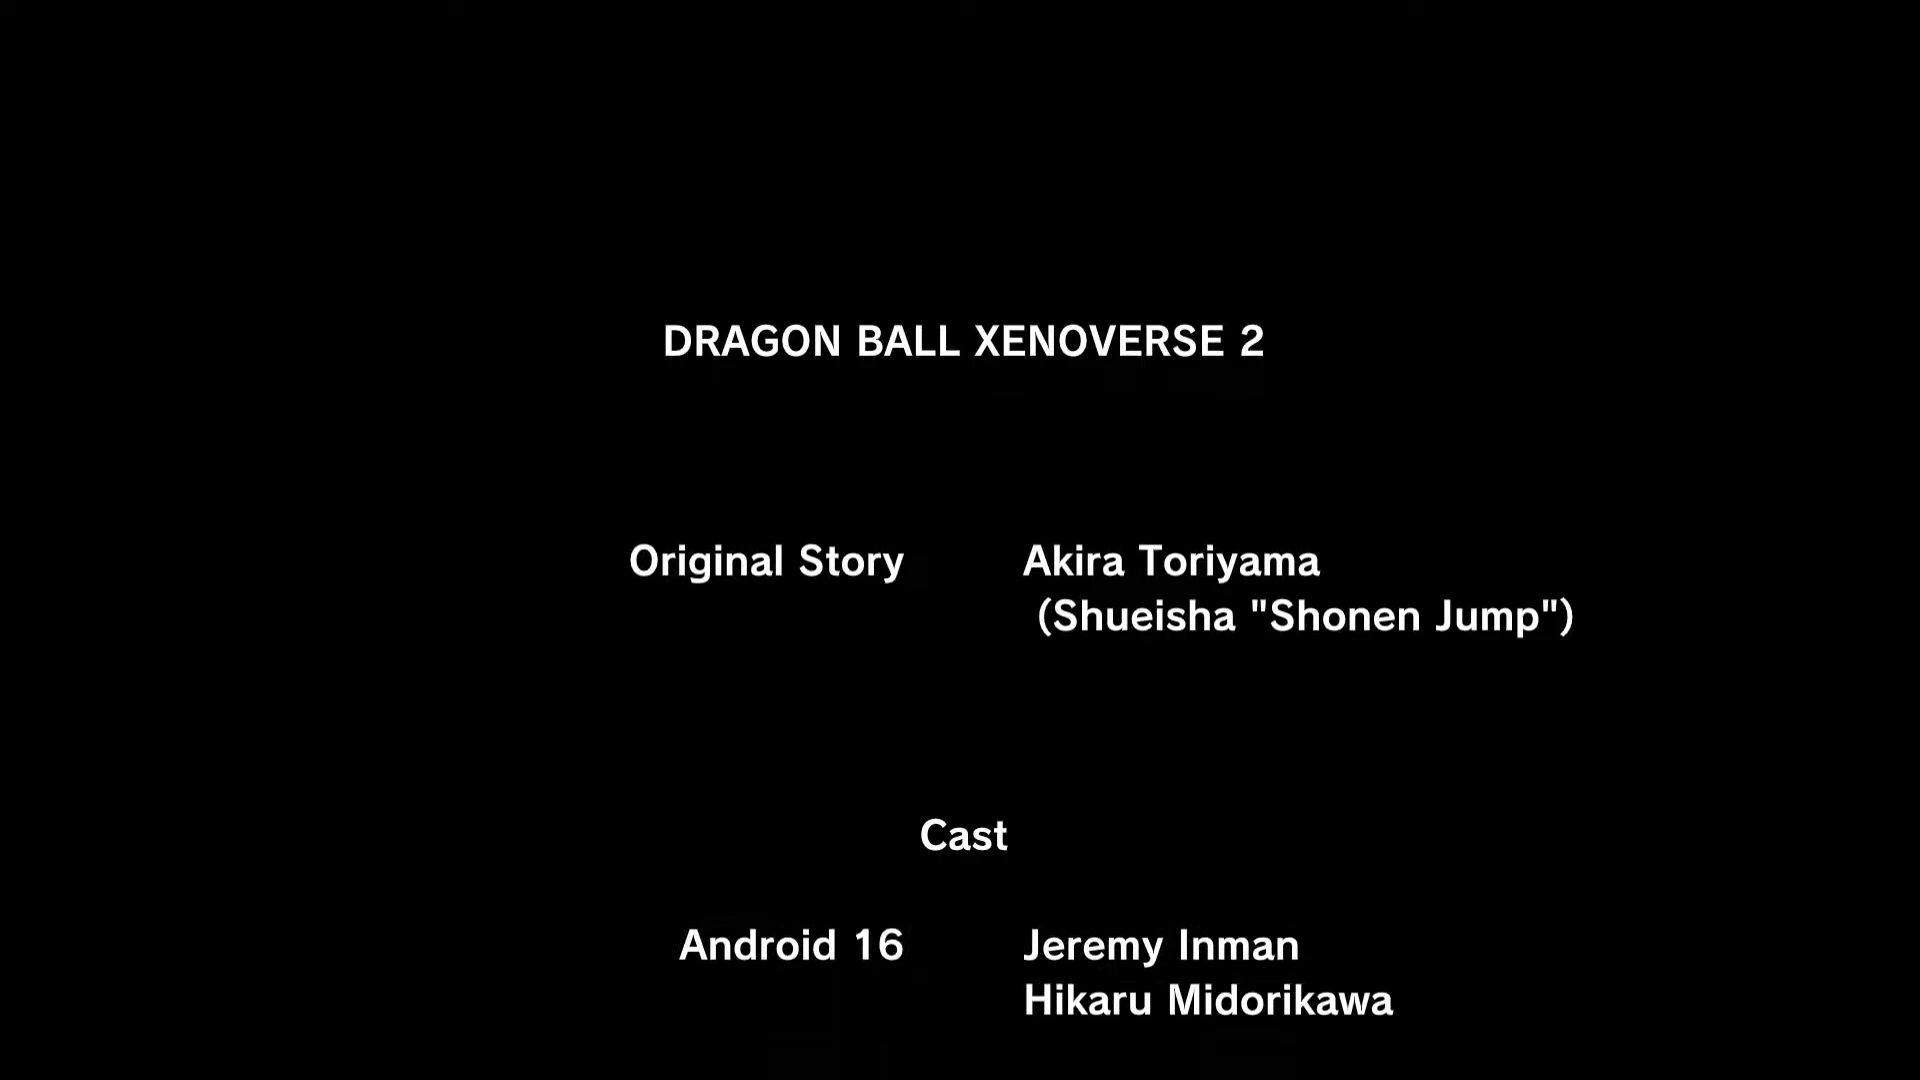 DRAGON BALL XENOVERSE 2
Original Story Akira Toriyama
(Shueisha "Shonen Jump")
Cast
Android 16 Jeremy Inman
Hikaru Midorikawa